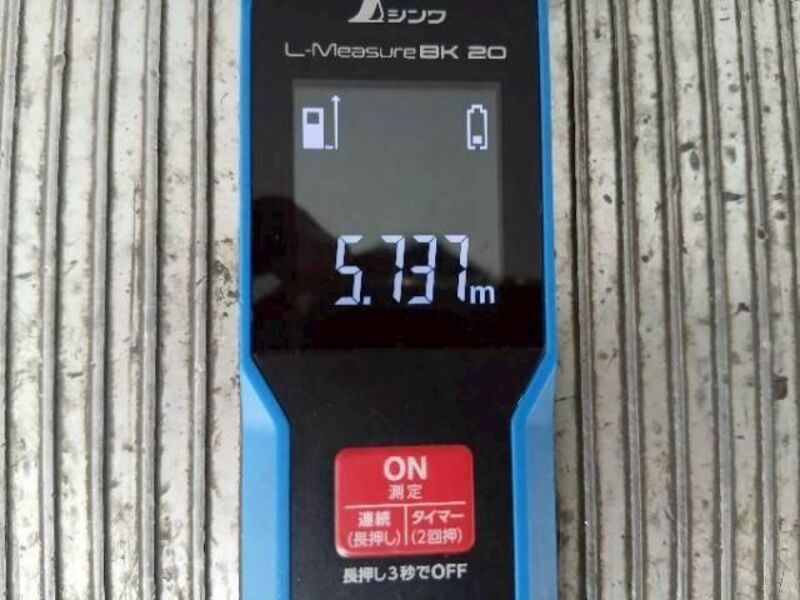 シンワ
L-Measure BK 20
5.737m
ON
測定
連続 タイマー
(長押し) (2回押)
長押し3秒でOFF